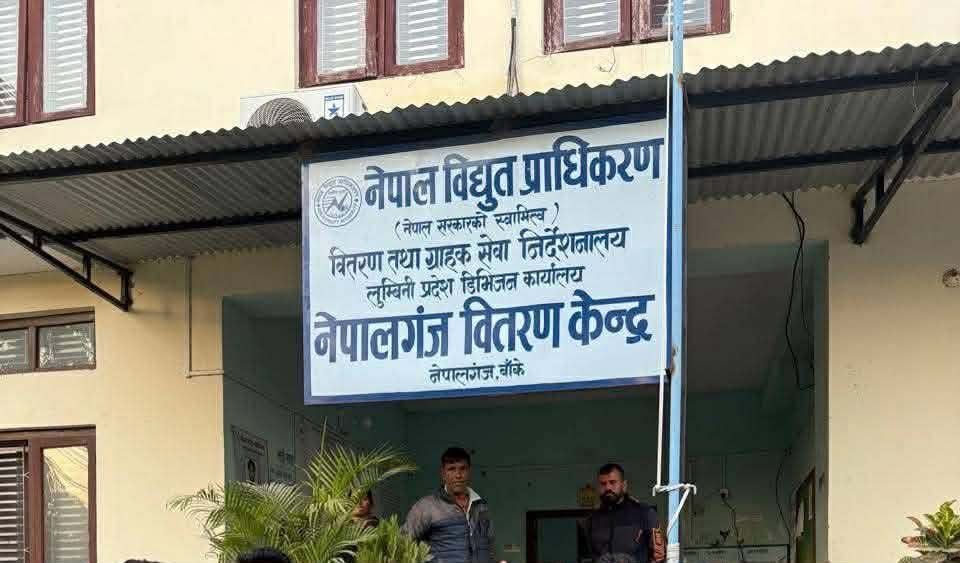 नेपाल विद्युत प्राधिकरण
(नेपाल सरकारको स्वामित्व)
वितरण तथा ग्राहक सेवा निर्देशनालय
लुम्बिनी प्रदेश डिभिजन कार्यालय
नेपालगंज वितरण केन्द्र
नेपालगंज, बाँके